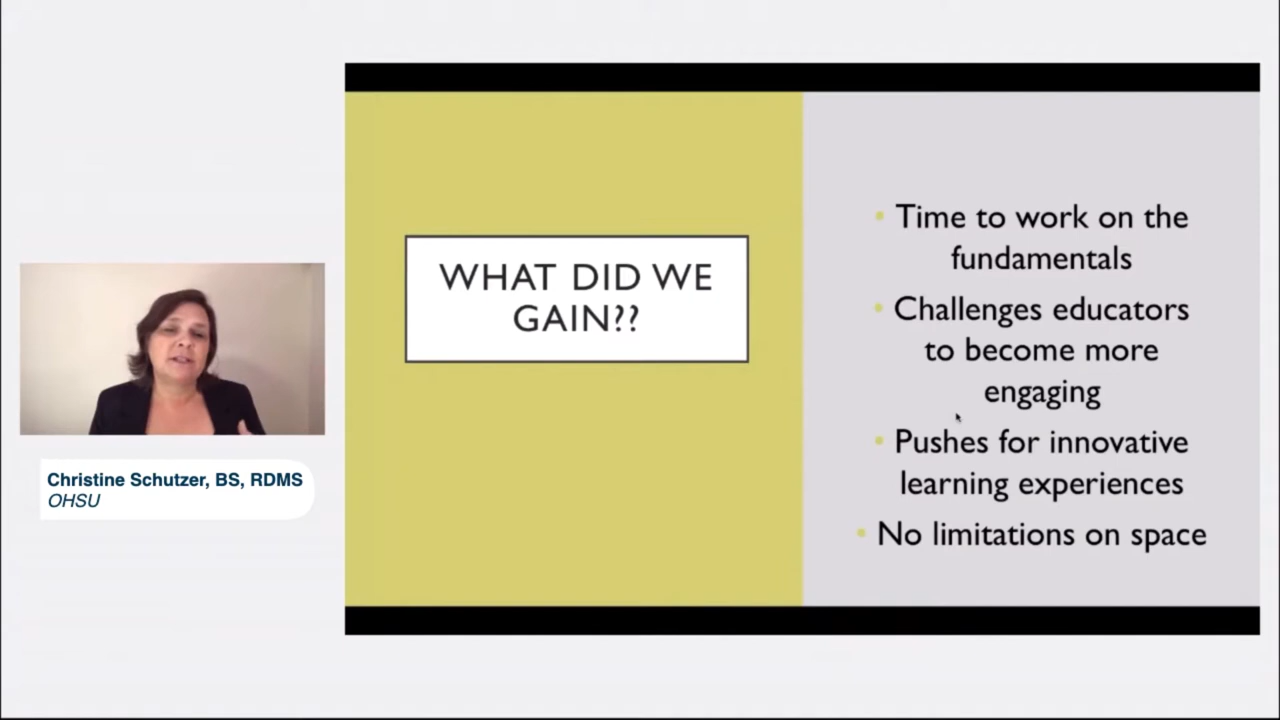 WHAT DID WE
GAIN??
• Time to work on the
fundamentals
• Challenges educators
to become more
engaging
• Pushes for innovative
learning experiences
• No limitations on space
Christine Schutzer, BS, RDMS
OHSU